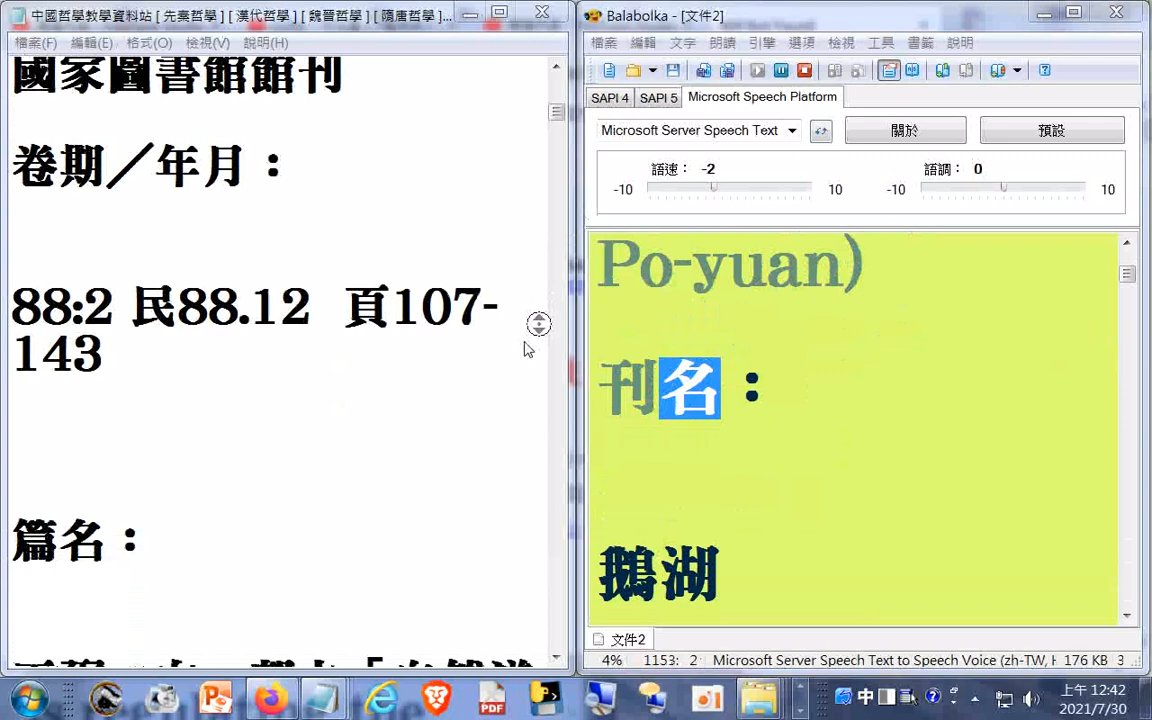 中國哲學教學資料站 [ 先秦哲學 ] [ 漢代哲學 ] [ 魏晉哲學 ] [ 隋唐哲學 ]...
檔案(F) 編輯(E) 格式(O) 檢視(V) 說明(H)
國家圖書館館刊
卷期／年月：
88:2 民88.12 頁107-
143
篇名：
Balabolka - [文件2]
檔案 編輯 文字 朗讀 引擎 選項 檢視 工具 書籤 說明
SAPI 4 SAPI 5 Microsoft Speech Platform
Microsoft Server Speech Text 關於 預設
語速： -2 語調： 0
-10 10 -10 10
Po-yuan)
刊名：
鵝湖
文件2
4% 1153: 2 Microsoft Server Speech Text to Speech Voice (zh-TW, H 176 KB 3
PDF
中
上午 12:42
2021/7/30